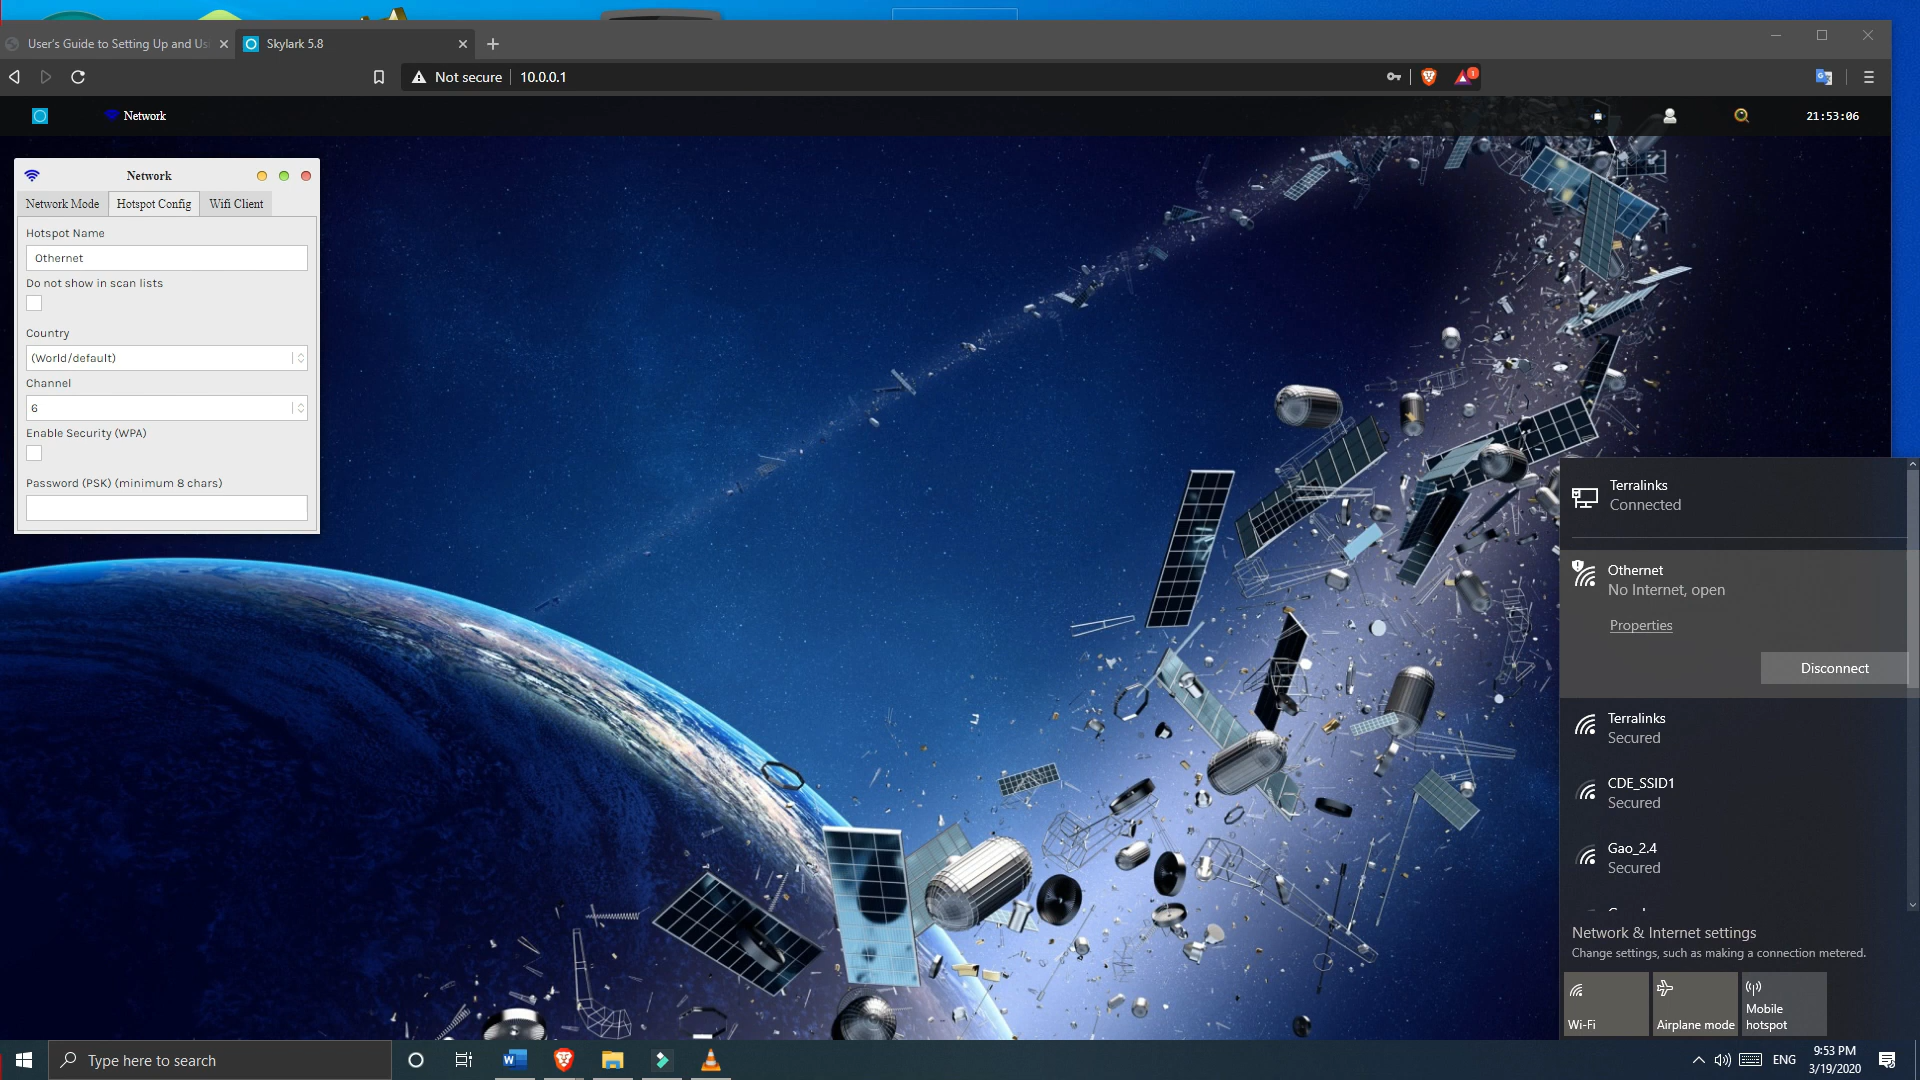 User's Guide to Setting Up and Usi
Skylark 5.8
Not secure
10.0.0.1
1
Network
21:53:06
Network
Network Mode
Hotspot Config
Wifi Client
Hotspot Name
Othernet
Do not show in scan lists
Country
(World/default)
Channel
6
Enable Security (WPA)
Password (PSK) (minimum 8 chars)
Terralinks
Connected
Othernet
No Internet, open
Properties
Disconnect
Terralinks
Secured
CDE_SSID1
Secured
Gao_2.4
Secured
Network & Internet settings
Change settings, such as making a connection metered.
Wi-Fi
Airplane mode
Mobile
hotspot
Type here to search
ENG
9:53 PM
3/19/2020